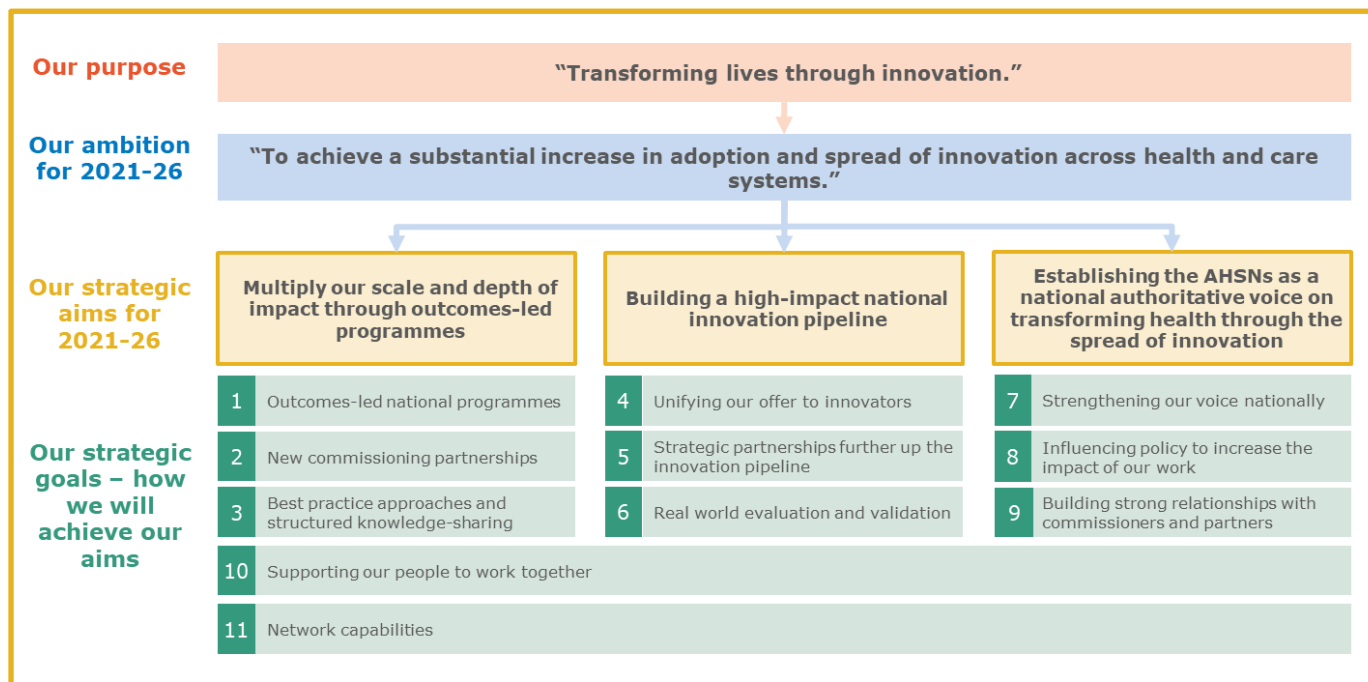 Our purpose
“Transforming lives through innovation.”
Our ambition
for 2021-26
“To achieve a substantial increase in adoption and spread of innovation across health and care
systems.”
Our strategic
aims for
2021-26
Multiply our scale and depth of
impact through outcomes-led
programmes
Building a high-impact national
innovation pipeline
Establishing the AHSNs as a
national authoritative voice on
transforming health through the
spread of innovation
Our strategic
goals – how
we will
achieve our
aims
1 Outcomes-led national programmes
2 New commissioning partnerships
3 Best practice approaches and
structured knowledge-sharing
4 Unifying our offer to innovators
5 Strategic partnerships further up the
innovation pipeline
6 Real world evaluation and validation
7 Strengthening our voice nationally
8 Influencing policy to increase the
impact of our work
9 Building strong relationships with
commissioners and partners
10 Supporting our people to work together
11 Network capabilities